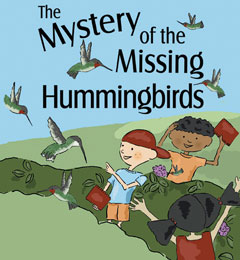 The
Mystery
of the
Missing
Hummingbirds